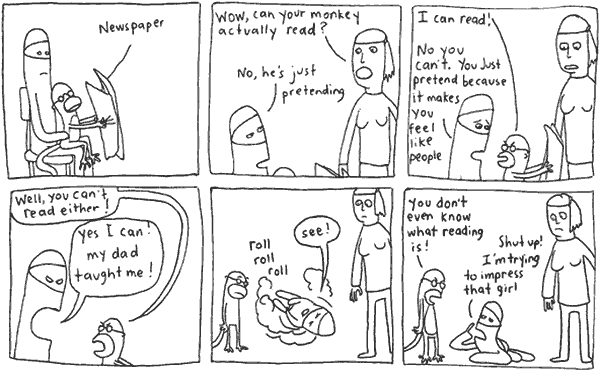 Newspaper
Wow, can your monkey
actually read?
No, he's just
pretending
I can read!
No you
can't. You Just
pretend because
it makes
you
feel
like
people
Well, you can't
read either!
yes I can!
my dad
taught me!
roll
roll
roll
see!
you don't
even know
what reading
is!
Shut up!
I'm trying
to impress
that girl